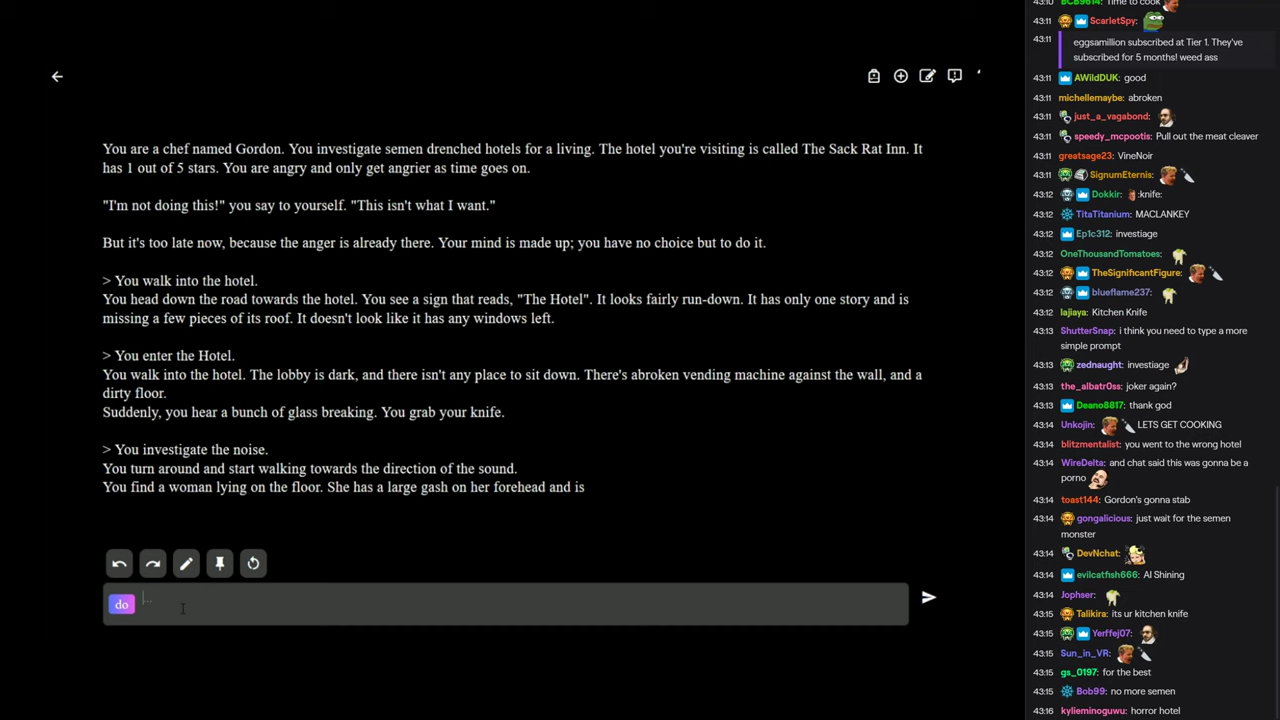 You are a chef named Gordon. You investigate semen drenched hotels for a living. The hotel you're visiting is called The Sack Rat Inn. It
has 1 out of 5 stars. You are angry and only get angrier as time goes on.
"I'm not doing this!" you say to yourself. "This isn't what I want."
But it's too late now, because the anger is already there. Your mind is made up; you have no choice but to do it.
> You walk into the hotel.
You head down the road towards the hotel. You see a sign that reads, "The Hotel". It looks fairly run-down. It has only one story and is
missing a few pieces of its roof. It doesn't look like it has any windows left.
> You enter the Hotel.
You walk into the hotel. The lobby is dark, and there isn't any place to sit down. There's abroken vending machine against the wall, and a
dirty floor.
Suddenly, you hear a bunch of glass breaking. You grab your knife.
> You investigate the noise.
You turn around and start walking towards the direction of the sound.
You find a woman lying on the floor. She has a large gash on her forehead and is
do
43:10 BCB9614: Time to cook
43:11 ScarletSpy:
43:11 eggsamillion subscribed at Tier 1. They've
subscribed for 5 months! weed ass
43:11 AWildDUK: good
43:11 michellemaybe: abroken
43:11 just_a_vagabond:
43:11 speedy_mcpootis: Pull out the meat cleaver
43:11 greatsage23: VineNoir
43:11 SignumEternis:
43:12 Dokkir: :knife:
43:12 TitaTitanium: MACLANKEY
43:12 Ep1c312: investiage
43:12 OneThousandTomatoes:
43:12 TheSignificantFigure:
43:12 blueflame237:
43:12 lajiaya: Kitchen Knife
43:13 ShutterSnap: i think you need to type a more
simple prompt
43:13 zednaught: investiage
43:13 the_albatr0ss: joker again?
43:13 Deano8817: thank god
43:14 Unkojin: LETS GET COOKING
43:14 blitzmentalist: you went to the wrong hotel
43:14 WireDelta: and chat said this was gonna be a
porno
43:14 toast144: Gordon's gonna stab
43:14 gongalicious: just wait for the semen
monster
43:14 DevNchat:
43:14 evilcatfish666: AI Shining
43:14 Jophser:
43:15 Talikira: its ur kitchen knife
43:15 Yerffej07:
43:15 Sun_in_VR:
43:15 gs_0197: for the best
43:15 Bob99: no more semen
43:16 kylieminoguwu: horror hotel